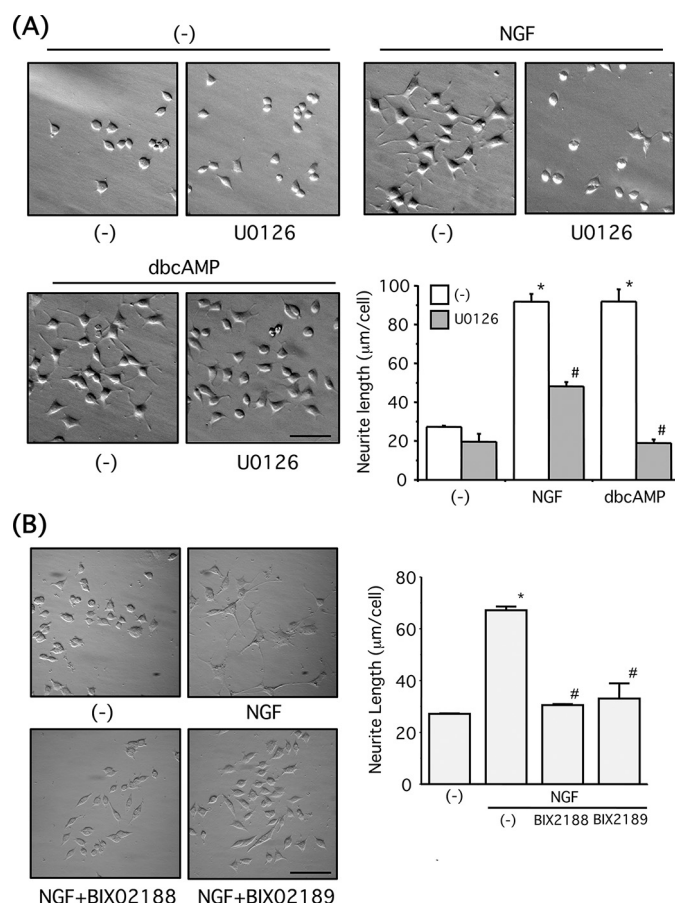 (A)
(-)
NGF
(-)
U0126
(-)
U0126
dbcAMP
(-)
U0126
Neurite length (μm/cell)
100
80
60
40
20
0
(-)
U0126
*
*
#
#
(-)
NGF
dbcAMP
(B)
(-)
NGF
NGF+BIX02188
NGF+BIX02189
Neurite Length (μm/cell)
80
60
40
20
0
*
#
#
(-)
NGF
(-)
BIX2188
BIX2189